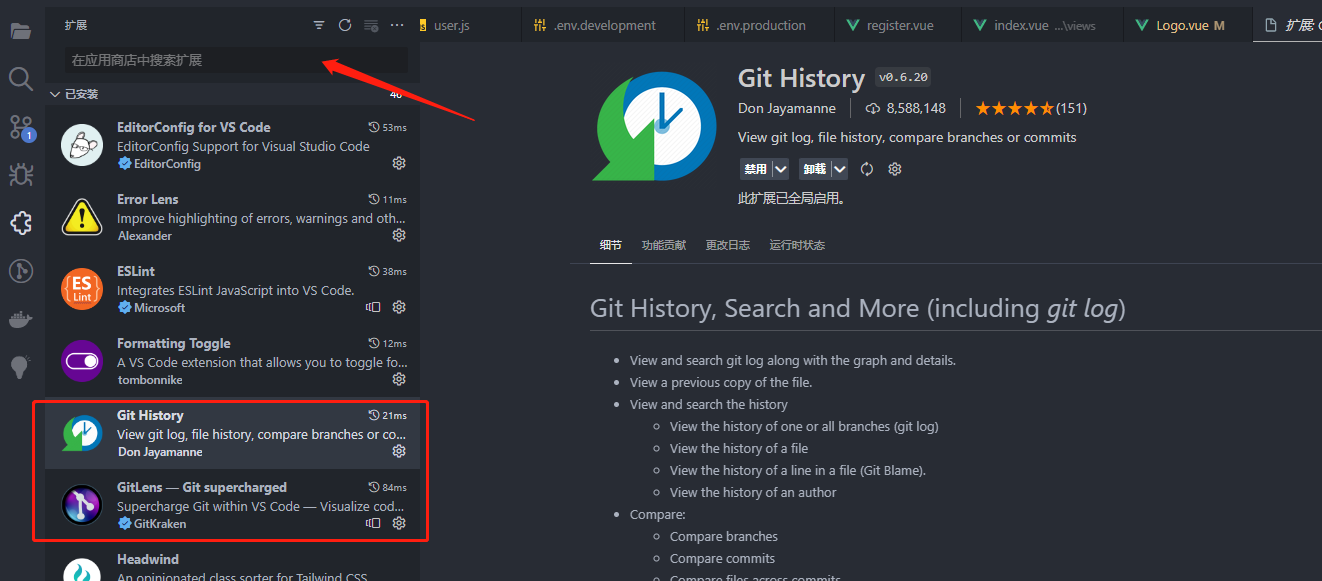 扩展
user.js
.env.development
.env.production
register.vue
index.vue ...\views
Logo.vue M
扩展: 
在应用商店中搜索扩展
已安装
EditorConfig for VS Code 53ms
EditorConfig Support for Visual Studio Code
EditorConfig
Error Lens 11ms
Improve highlighting of errors, warnings and oth...
Alexander
ESLint 38ms
Integrates ESLint JavaScript into VS Code.
Microsoft
Formatting Toggle 12ms
A VS Code extension that allows you to toggle fo...
tombonnike
Git History 21ms
View git log, file history, compare branches or co...
Don Jayamanne
GitLens — Git supercharged 84ms
Supercharge Git within VS Code — Visualize cod...
GitKraken
Headwind
An opinionated class sorter for Tailwind CSS
1
ES
Lint
Git History v0.6.20
Don Jayamanne 8,588,148 (151)
View git log, file history, compare branches or commits
禁用 卸载
此扩展已全局启用。
细节 功能贡献 更改日志 运行时状态
Git History, Search and More (including git log)
• View and search git log along with the graph and details.
• View a previous copy of the file.
• View and search the history
◦ View the history of one or all branches (git log)
◦ View the history of a file
◦ View the history of a line in a file (Git Blame).
◦ View the history of an author
• Compare:
◦ Compare branches
◦ Compare commits
◦ Compare files across commits